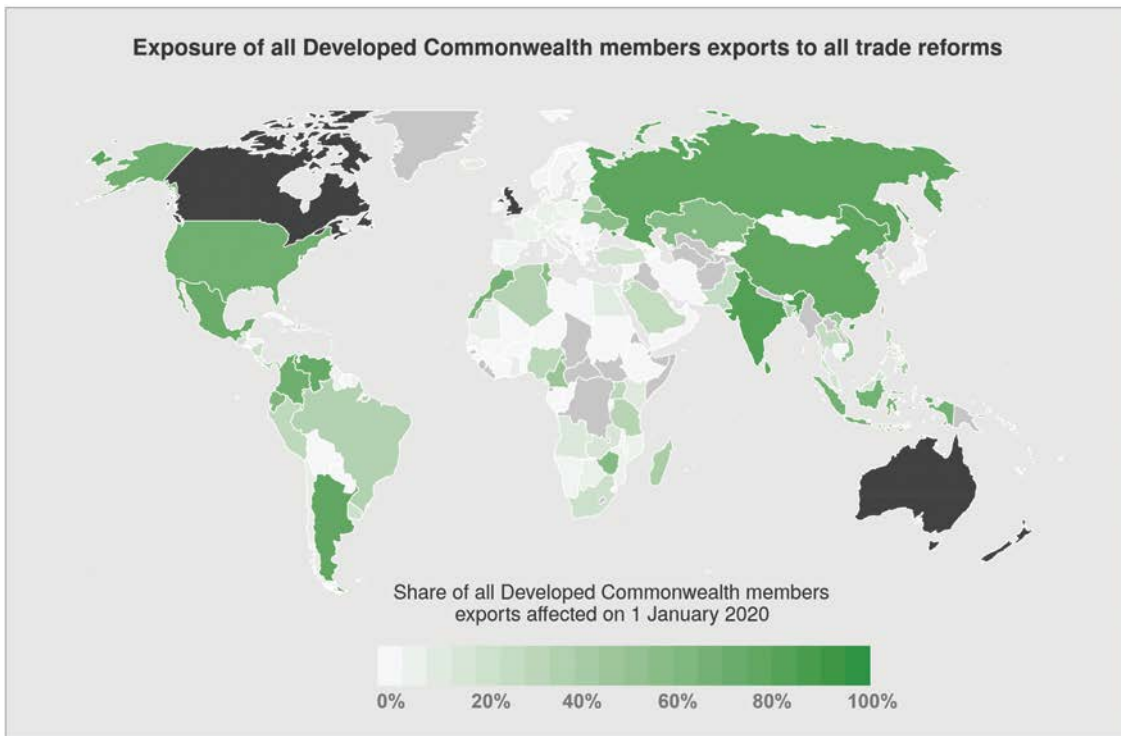 Exposure of all Developed Commonwealth members exports to all trade reforms
Share of all Developed Commonwealth members
exports affected on 1 January 2020
0% 20% 40% 60% 80% 100%